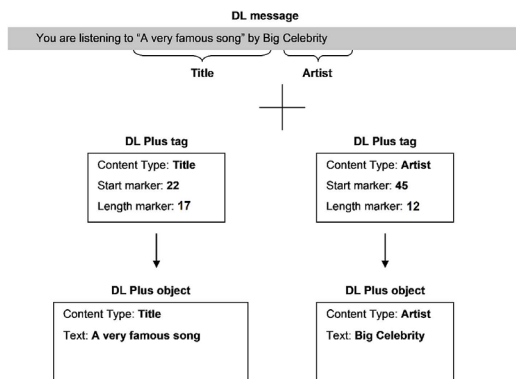 DL message
You are listening to “A very famous song” by Big Celebrity
Title Artist
DL Plus tag DL Plus tag
Content Type: Title Content Type: Artist
Start marker: 22 Start marker: 45
Length marker: 17 Length marker: 12
DL Plus object DL Plus object
Content Type: Title Content Type: Artist
Text: A very famous song Text: Big Celebrity